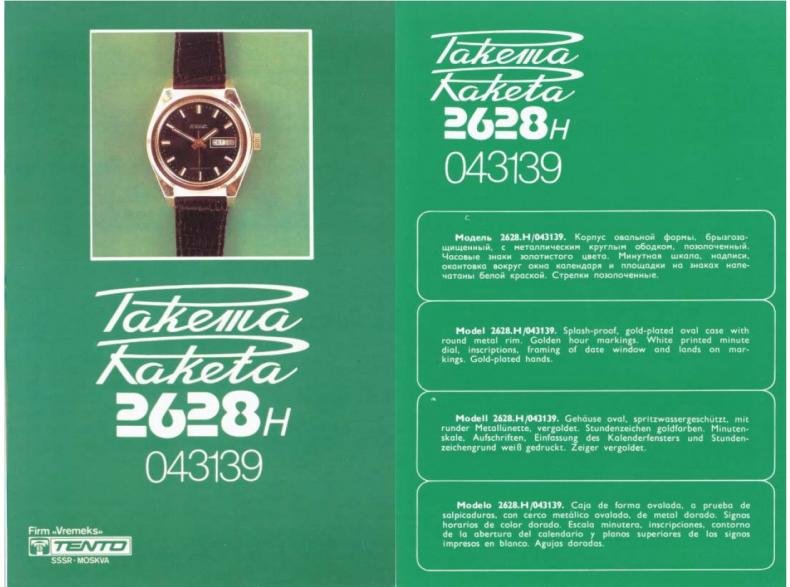 Ракета
Raketa
2628H
043139
Firm «Vremeks»
TENTO
SSSR - MOSKVA
Ракета
Raketa
2628H
043139
Модель 2628.Н/043139. Корпус овальной формы, брызгоза-
щищенный, с металлическим круглым ободком, позолоченный.
Часовые знаки золотистого цвета. Минутная шкала, надписи,
окантовка вокруг окна календаря и площадки на знаках напе-
чатаны белой краской. Стрелки позолоченные.
Model 2628.H/043139. Splash-proof, gold-plated oval case with
round metal rim. Golden hour markings. White printed minute
dial, inscriptions, framing of date window and lands on mar-
kings. Gold-plated hands.
Modell 2628.H/043139. Gehäuse oval, spritzwassergeschützt, mit
runder Metallünette, vergoldet. Stundenzeichen goldfarben. Minuten-
skale, Aufschriften, Einfassung des Kalenderfensters und Stunden-
zeichengrund weiß gedruckt. Zeiger vergoldet.
Modelo 2628.H/043139. Caja de forma ovalada, a prueba de
salpicaduras, con cerco metálico ovalado, de metal dorado. Signos
horarios de color dorado. Escala minutera, inscripciones, contorno
de la abertura del calendario y planos superiores de los signos
impresos en blanco. Agujas doradas.